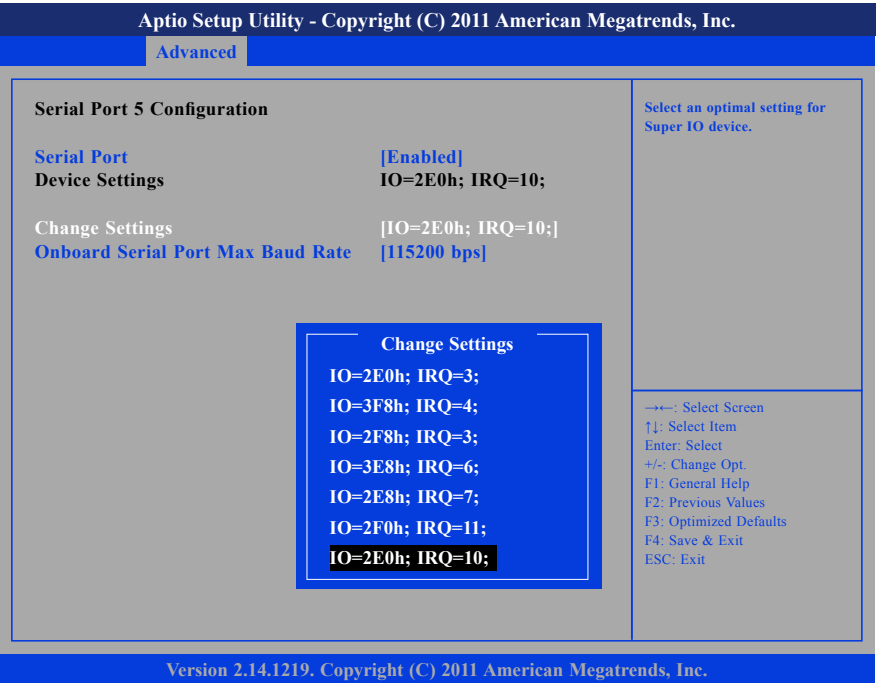 Aptio Setup Utility - Copyright (C) 2011 American Megatrends, Inc.
Advanced
Serial Port 5 Configuration
Serial Port [Enabled]
Device Settings IO=2E0h; IRQ=10;
Change Settings [IO=2E0h; IRQ=10;]
Onboard Serial Port Max Baud Rate [115200 bps]
Change Settings
IO=2E0h; IRQ=3;
IO=3F8h; IRQ=4;
IO=2F8h; IRQ=3;
IO=3E8h; IRQ=6;
IO=2E8h; IRQ=7;
IO=2F0h; IRQ=11;
IO=2E0h; IRQ=10;
Select an optimal setting for
Super IO device.
→←: Select Screen
↑↓: Select Item
Enter: Select
+/-: Change Opt.
F1: General Help
F2: Previous Values
F3: Optimized Defaults
F4: Save & Exit
ESC: Exit
Version 2.14.1219. Copyright (C) 2011 American Megatrends, Inc.